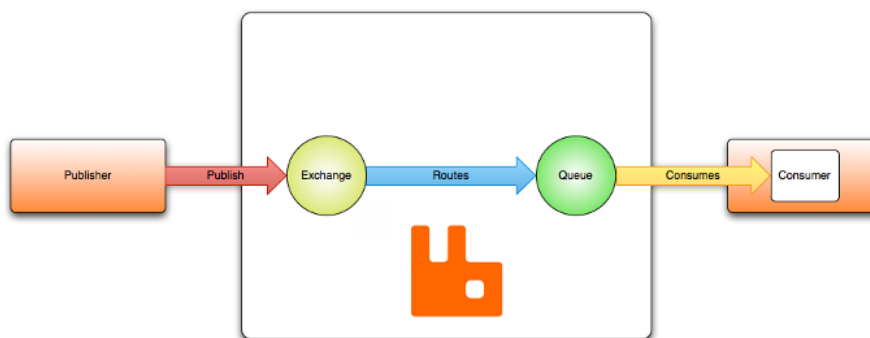 Publisher
Publish
Exchange
Routes
Queue
Consumes
Consumer